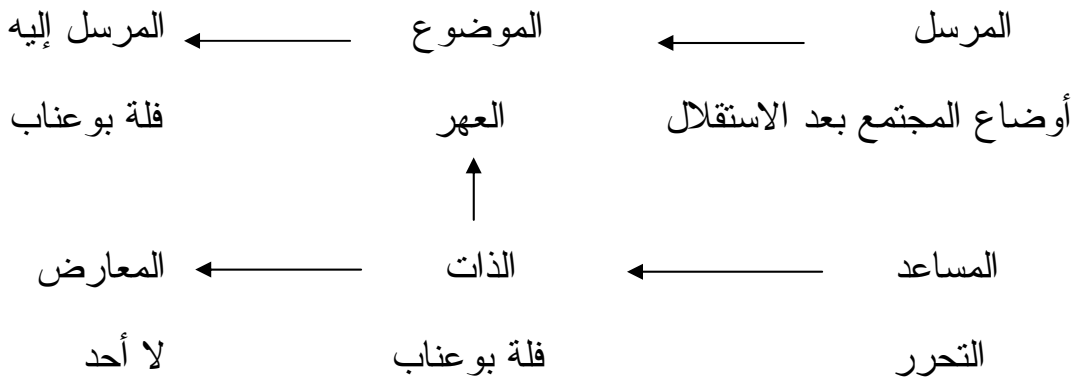 المرسل الموضوع المرسل إليه
أوضاع المجتمع بعد الاستقلال العهر فلة بوعناب
المساعد الذات المعارض
التحرر فلة بوعناب لا أحد